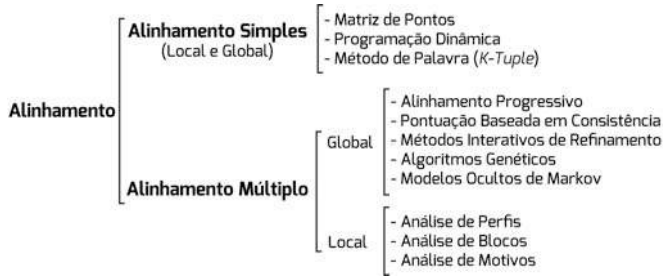 Alinhamento
Alinhamento Simples
(Local e Global)
- Matriz de Pontos
- Programação Dinâmica
- Método de Palavra (K-Tuple)
Alinhamento Múltiplo
Global
- Alinhamento Progressivo
- Pontuação Baseada em Consistência
- Métodos Interativos de Refinamento
- Algoritmos Genéticos
- Modelos Ocultos de Markov
Local
- Análise de Perfis
- Análise de Blocos
- Análise de Motivos